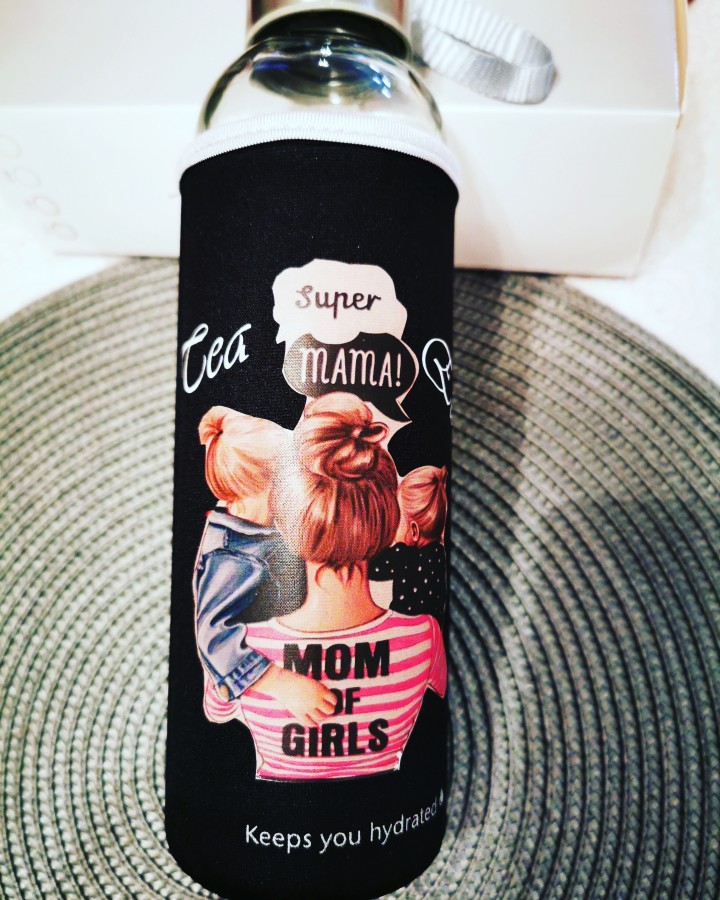 Super
MAMA!
tea
MOM
OF
GIRLS
Keeps you hydrated